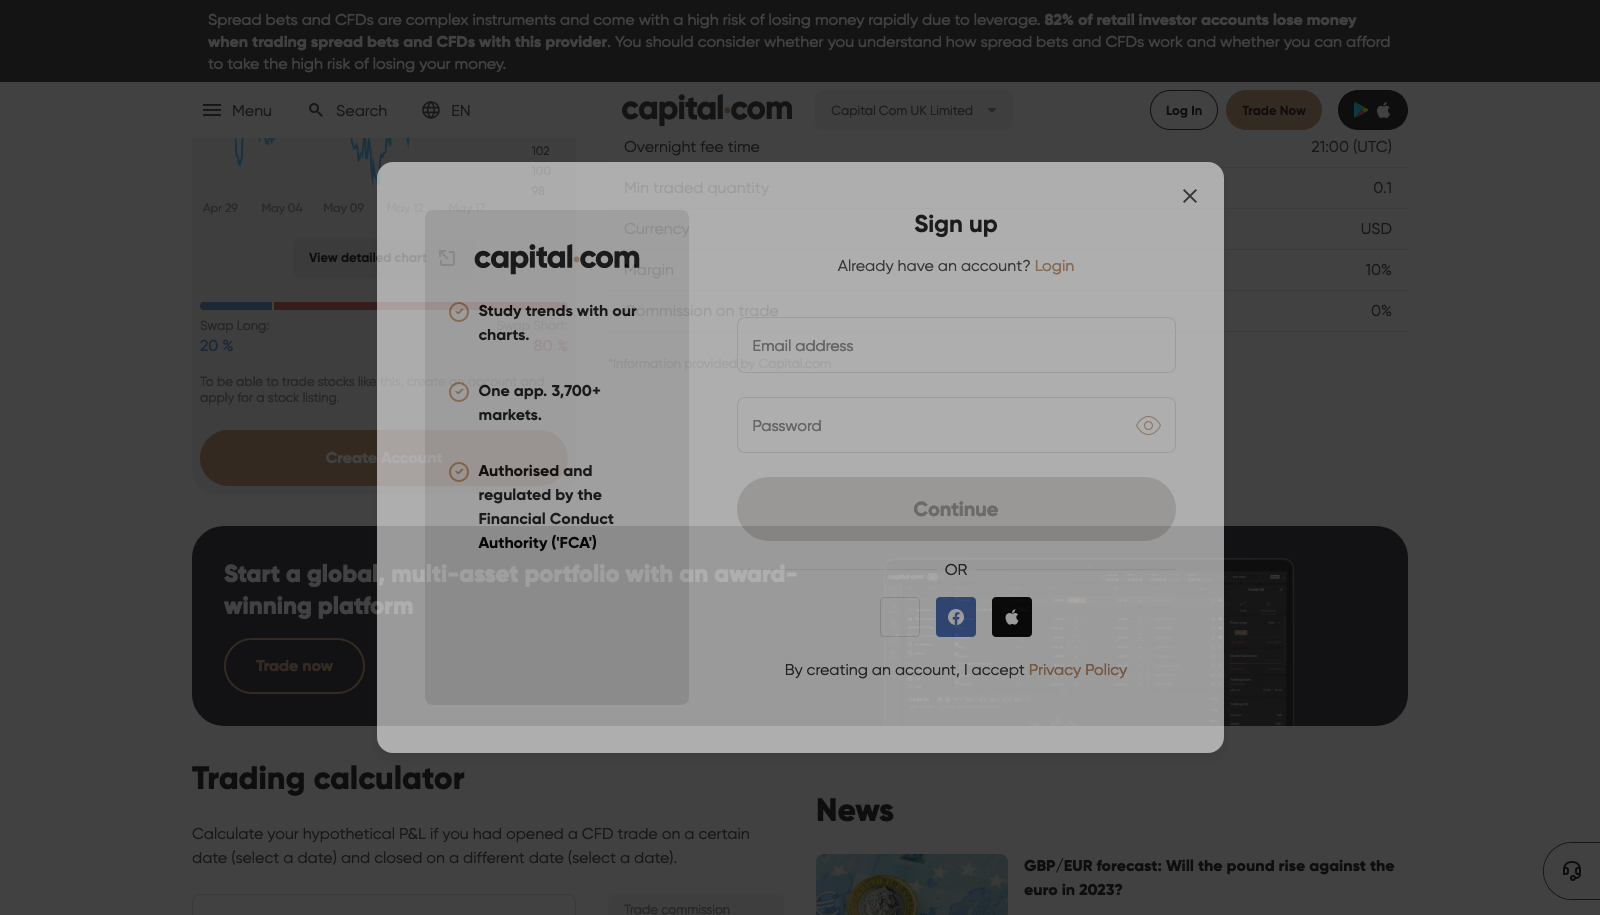 Spread bets and CFDs are complex instruments and come with a high risk of losing money rapidly due to leverage. 82% of retail investor accounts lose money
when trading spread bets and CFDs with this provider. You should consider whether you understand how spread bets and CFDs work and whether you can afford
to take the high risk of losing your money.
Menu
Search
EN
capital.com
Capital Com UK Limited
Log In
Trade Now
102
100
98
Apr 29
May 04
May 09
May 12
May 17
View detailed chart
Swap Long:
20 %
Swap Short:
80 %
To be able to trade stocks like this, create an account and
apply for a stock listing.
Create Account
Overnight fee time
21:00 (UTC)
Min traded quantity
0.1
Currency
USD
Margin
10%
Commission on trade
0%
*Information provided by Capital.com
capital.com
Study trends with our
charts.
One app. 3,700+
markets.
Authorised and
regulated by the
Financial Conduct
Authority ('FCA')
Sign up
Already have an account? Login
Email address
Password
Continue
OR
By creating an account, I accept Privacy Policy
Start a global, multi-asset portfolio with an award-
winning platform
Trade now
Trading calculator
Calculate your hypothetical P&L if you had opened a CFD trade on a certain
date (select a date) and closed on a different date (select a date).
Trade commission
News
GBP/EUR forecast: Will the pound rise against the
euro in 2023?